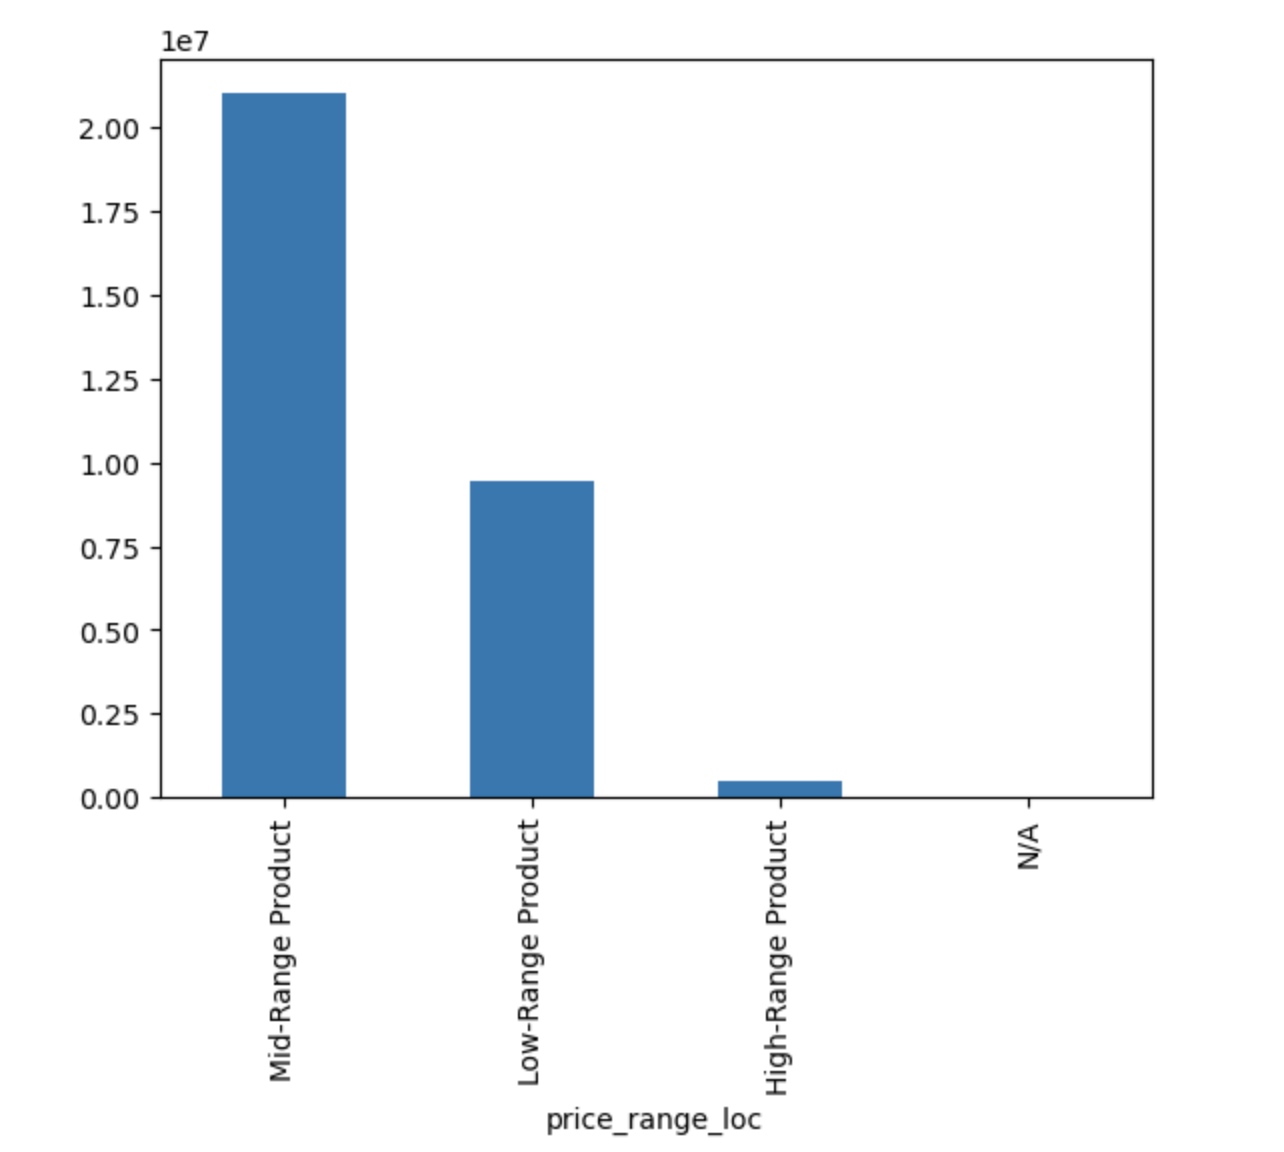 1e7
2.00
1.75
1.50
1.25
1.00
0.75
0.50
0.25
0.00
Mid-Range Product
Low-Range Product
High-Range Product
N/A
price_range_loc